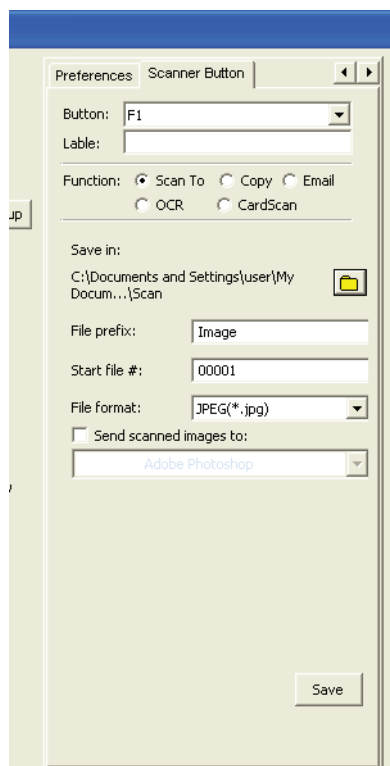 Preferences Scanner Button
Button: F1
Lable:
Function: Scan To Copy Email
OCR CardScan
up
Save in:
C:\Documents and Settings\user\My
Docum...\Scan
File prefix: Image
Start file #: 00001
File format: JPEG(*.jpg)
Send scanned images to:
Adobe Photoshop
Save